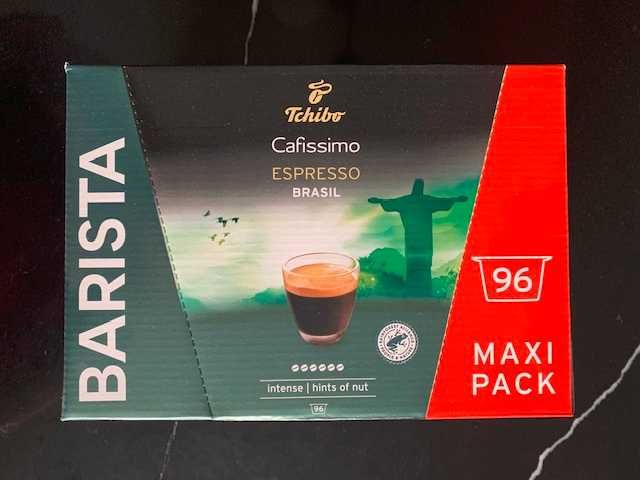 BARISTA
Tchibo
Cafissimo
ESPRESSO
BRASIL
intense | hints of nut
96
96
MAXI
PACK